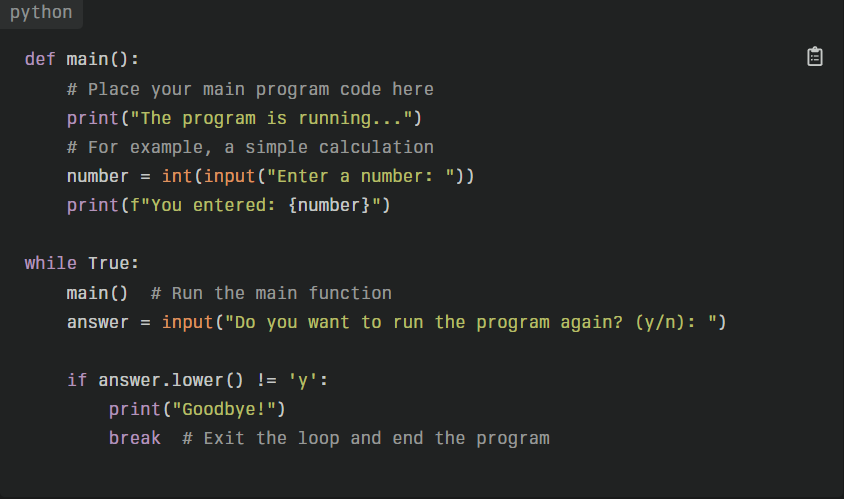 python
def main():
    # Place your main program code here
    print("The program is running...")
    # For example, a simple calculation
    number = int(input("Enter a number: "))
    print(f"You entered: {number}")
while True:
    main()  # Run the main function
    answer = input("Do you want to run the program again? (y/n): ")
    if answer.lower() != 'y':
        print("Goodbye!")
        break  # Exit the loop and end the program